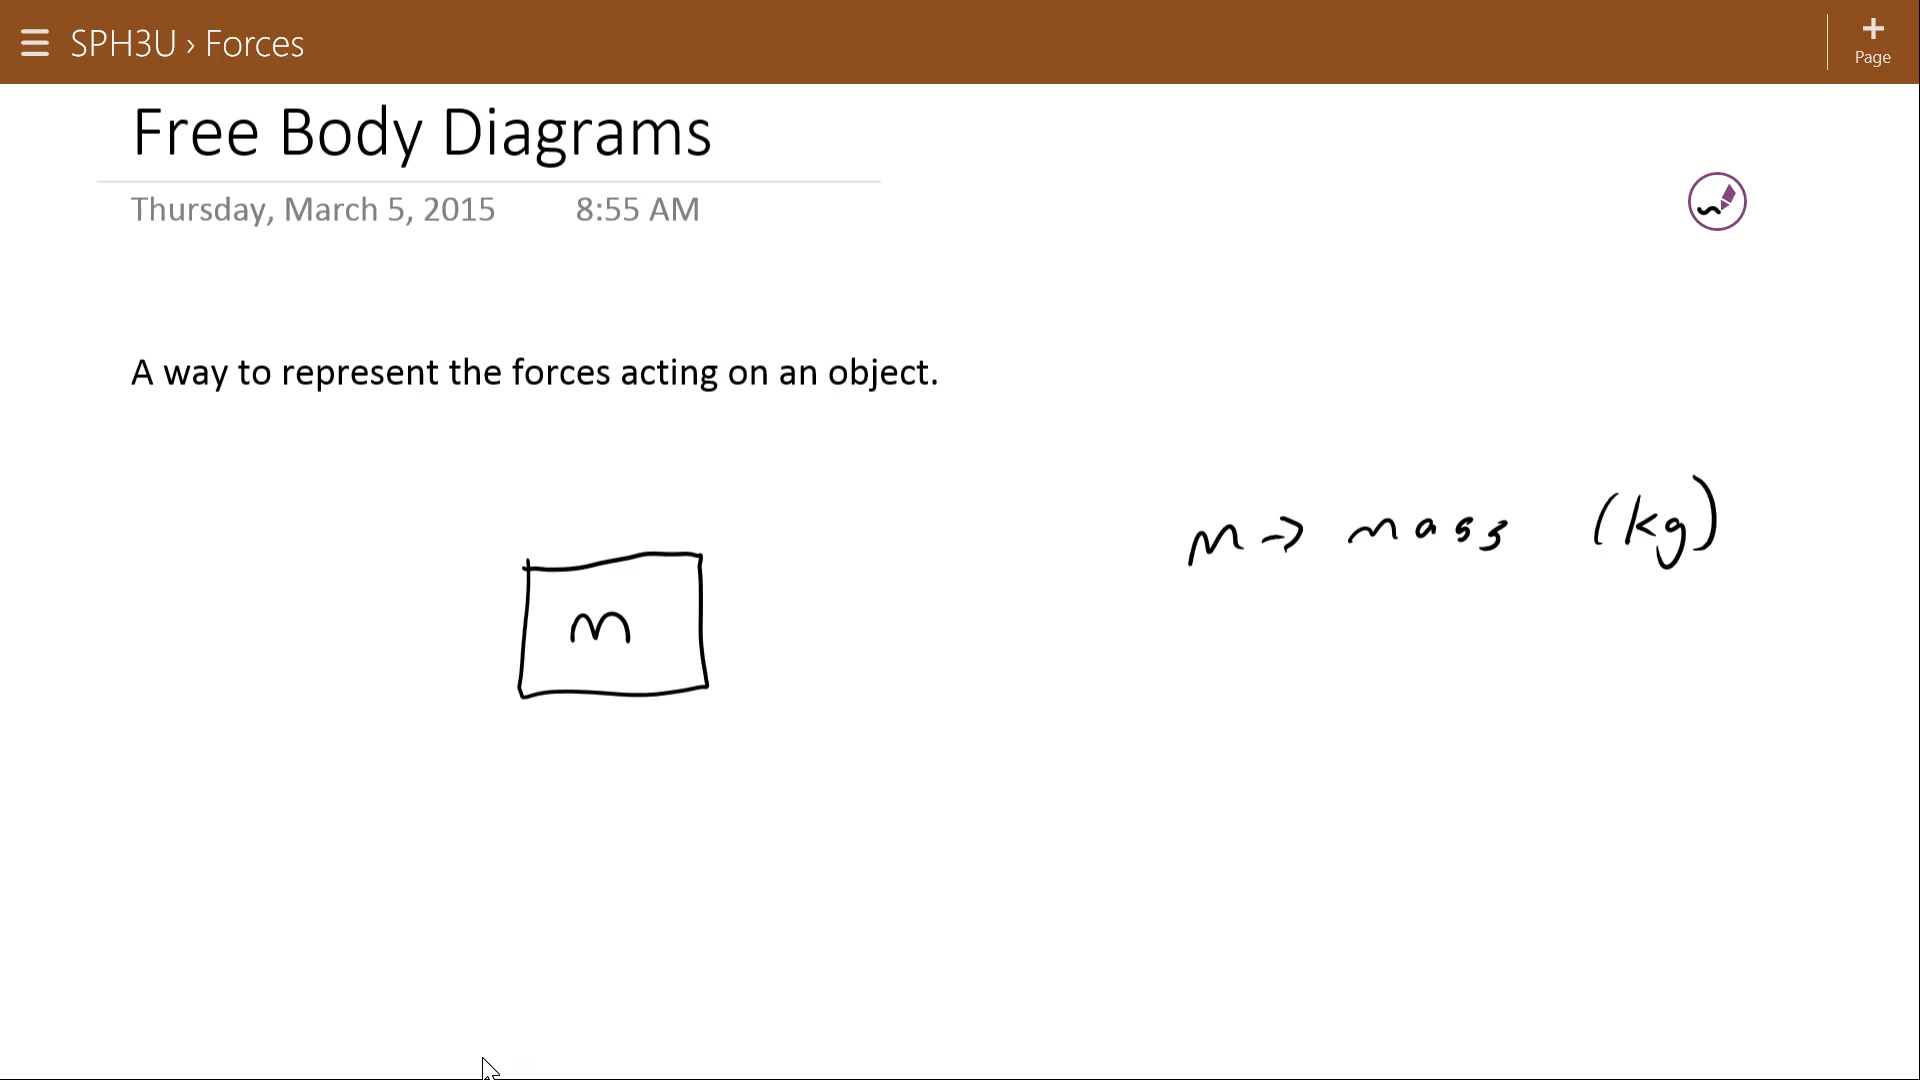 SPH3U › Forces
+
Page
Free Body Diagrams
Thursday, March 5, 2015 8:55 AM
A way to represent the forces acting on an object.
m → mass (kg)
m